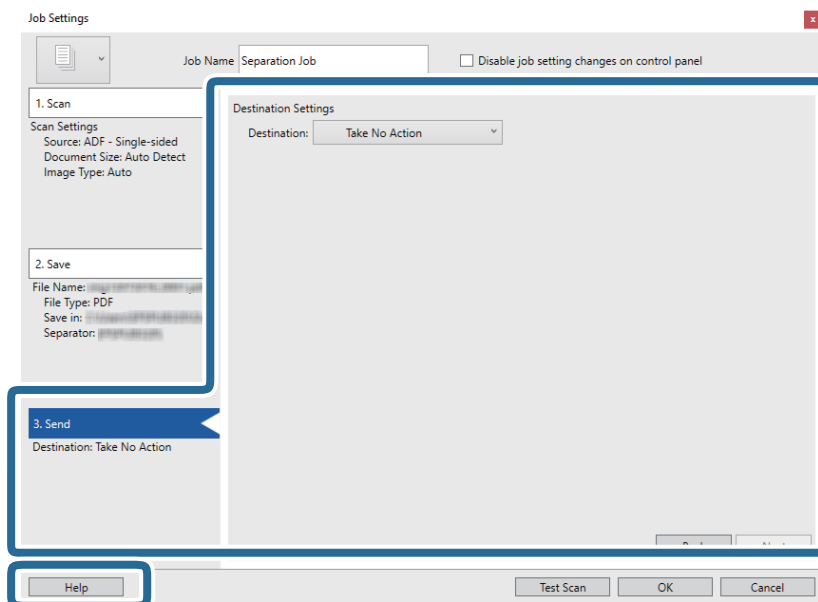 Job Settings
x
Job Name Separation Job
Disable job setting changes on control panel
1. Scan
Scan Settings
Source: ADF - Single-sided
Document Size: Auto Detect
Image Type: Auto
2. Save
File Name:
File Type: PDF
Save in:
Separator:
3. Send
Destination: Take No Action
Destination Settings
Destination: Take No Action
Help
Test Scan
OK
Cancel